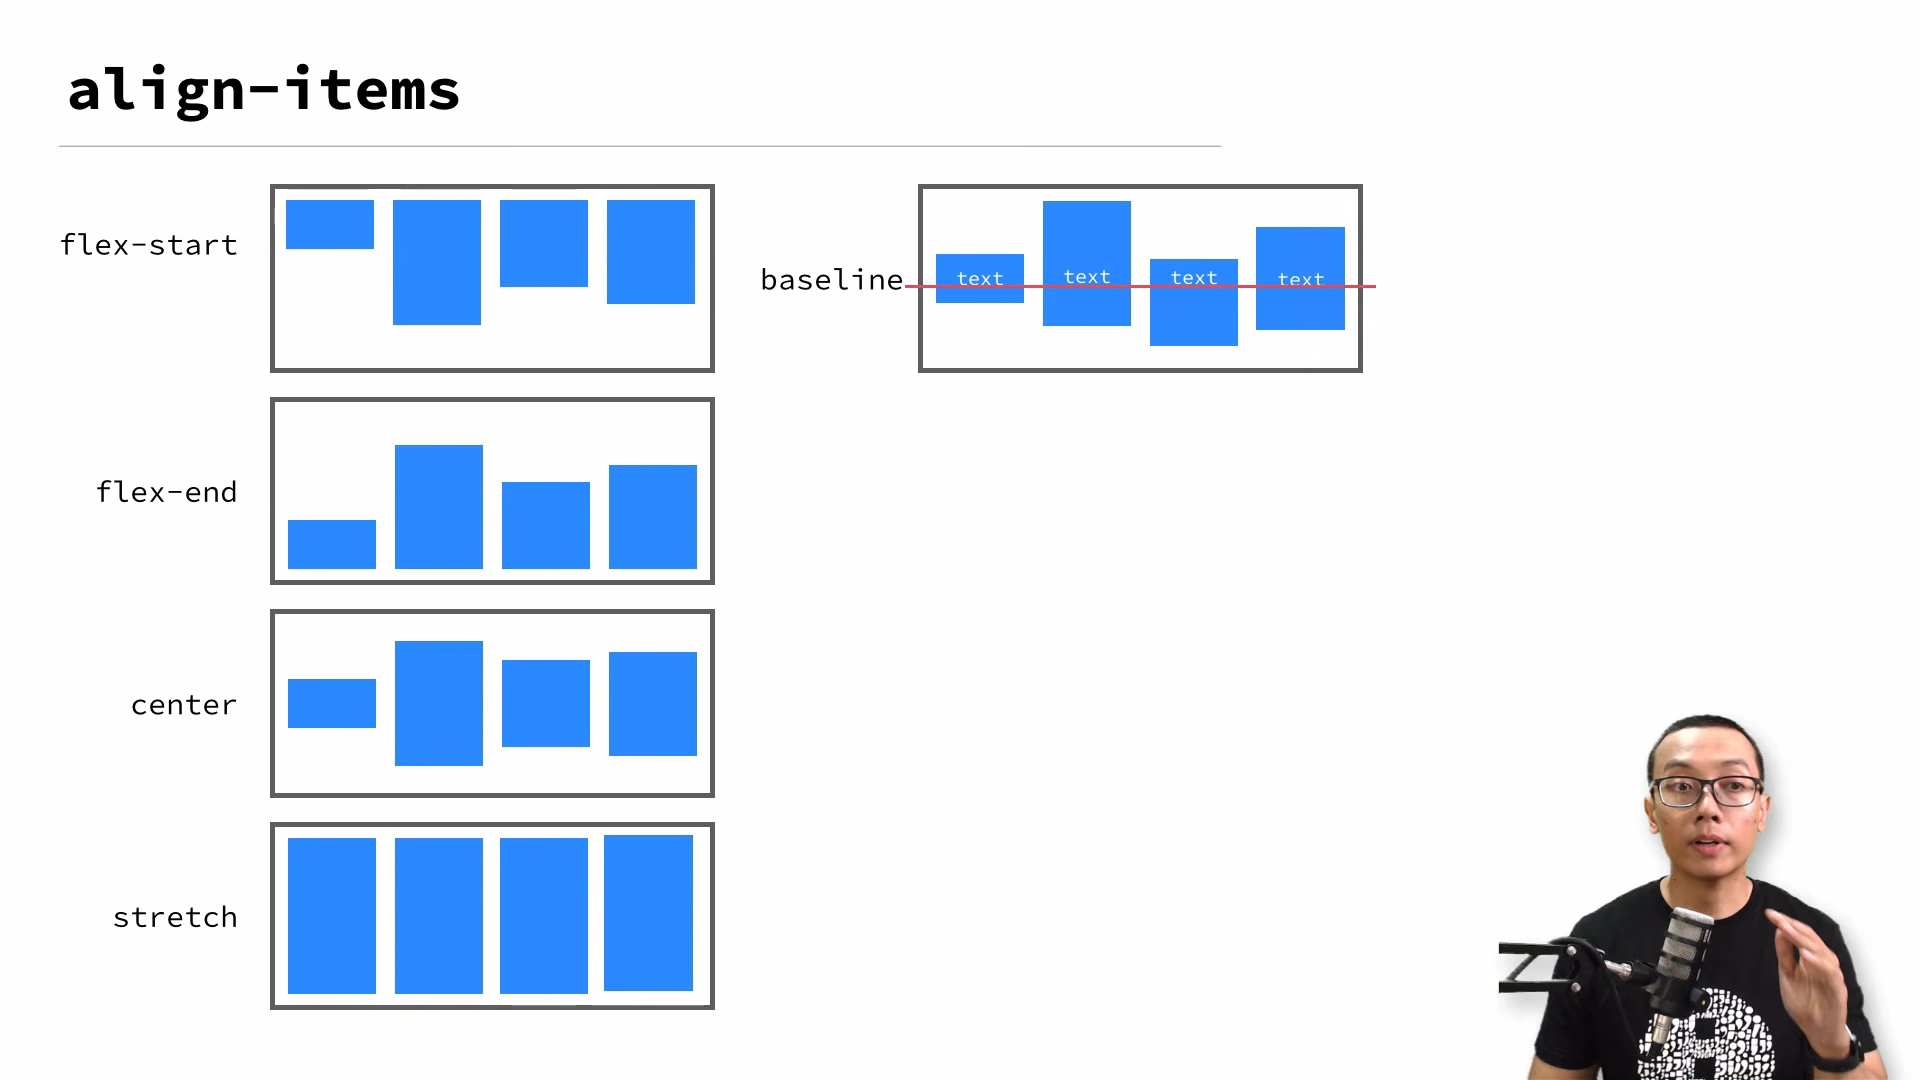 align-items
flex-start
baseline
text
text
text
text
flex-end
center
stretch